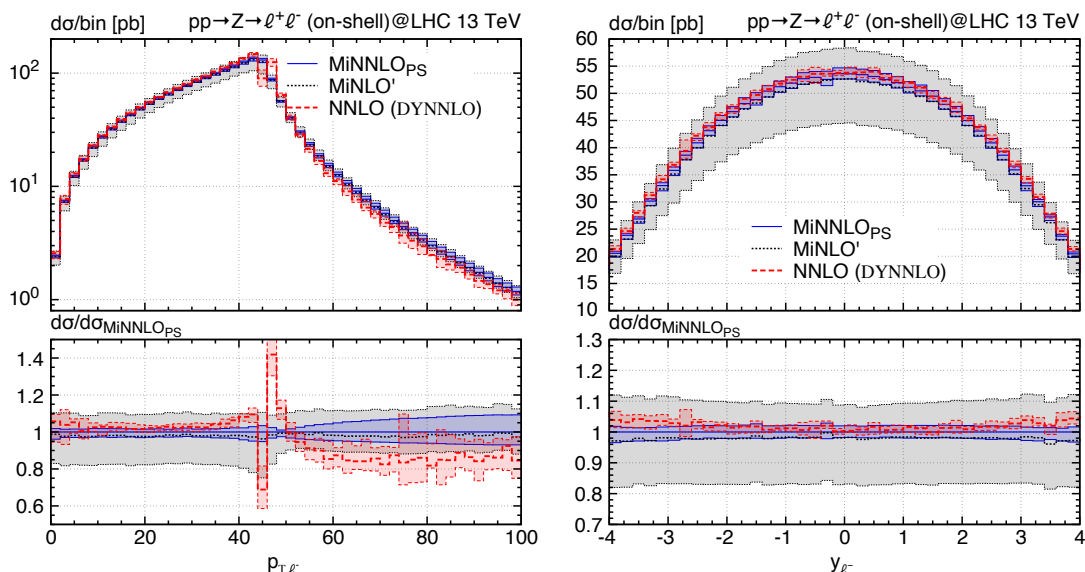 dσ/bin [pb] pp→Z→ℓ⁺ℓ⁻ (on-shell)@LHC 13 TeV
10²
10¹
10⁰
MiNNLO_PS
MiNLO'
NNLO (DYNNLO)
dσ/dσ_MiNNLO_PS
1.4
1.2
1
0.8
0.6
0 20 40 60 80 100
p_T,ℓ⁻
dσ/bin [pb] pp→Z→ℓ⁺ℓ⁻ (on-shell)@LHC 13 TeV
60
55
50
45
40
35
30
25
20
15
10
MiNNLO_PS
MiNLO'
NNLO (DYNNLO)
dσ/dσ_MiNNLO_PS
1.3
1.2
1.1
1
0.9
0.8
0.7
-4 -3 -2 -1 0 1 2 3 4
y_ℓ⁻